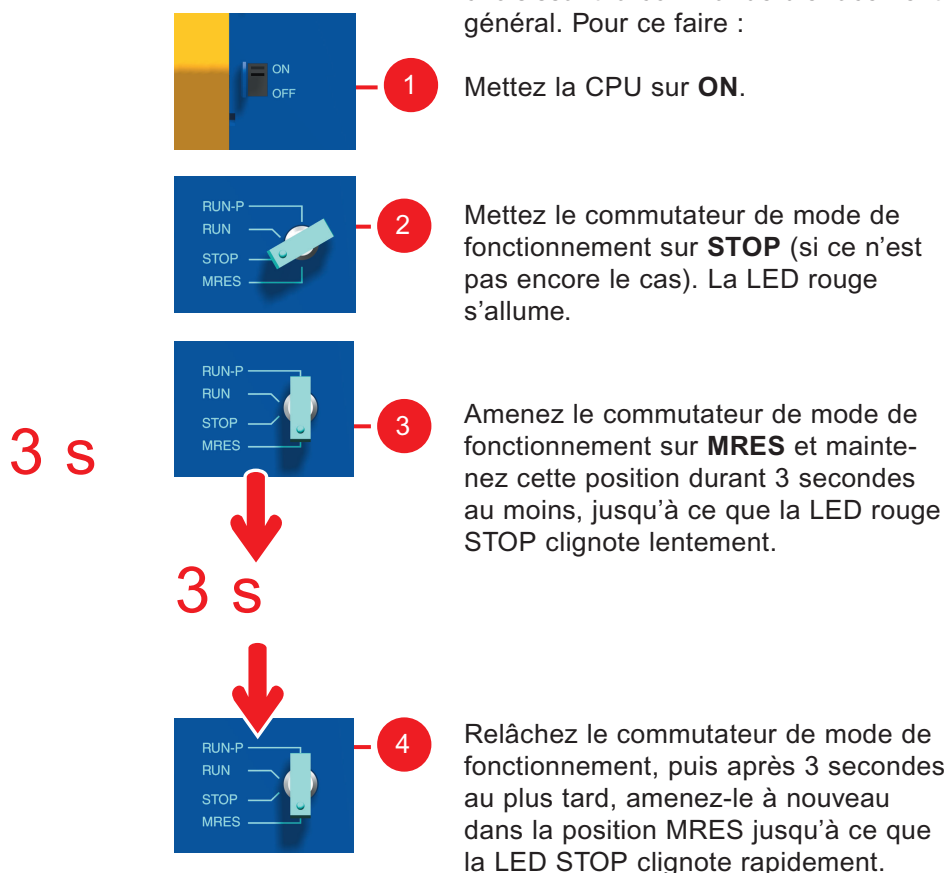 général. Pour ce faire :
ON
OFF
1
Mettez la CPU sur ON.
RUN-P
RUN
STOP
MRES
2
Mettez le commutateur de mode de
fonctionnement sur STOP (si ce n'est
pas encore le cas). La LED rouge
s'allume.
3 s
RUN-P
RUN
STOP
MRES
3
Amenez le commutateur de mode de
fonctionnement sur MRES et mainte-
nez cette position durant 3 secondes
au moins, jusqu'à ce que la LED rouge
STOP clignote lentement.
3 s
RUN-P
RUN
STOP
MRES
4
Relâchez le commutateur de mode de
fonctionnement, puis après 3 secondes
au plus tard, amenez-le à nouveau
dans la position MRES jusqu'à ce que
la LED STOP clignote rapidement.